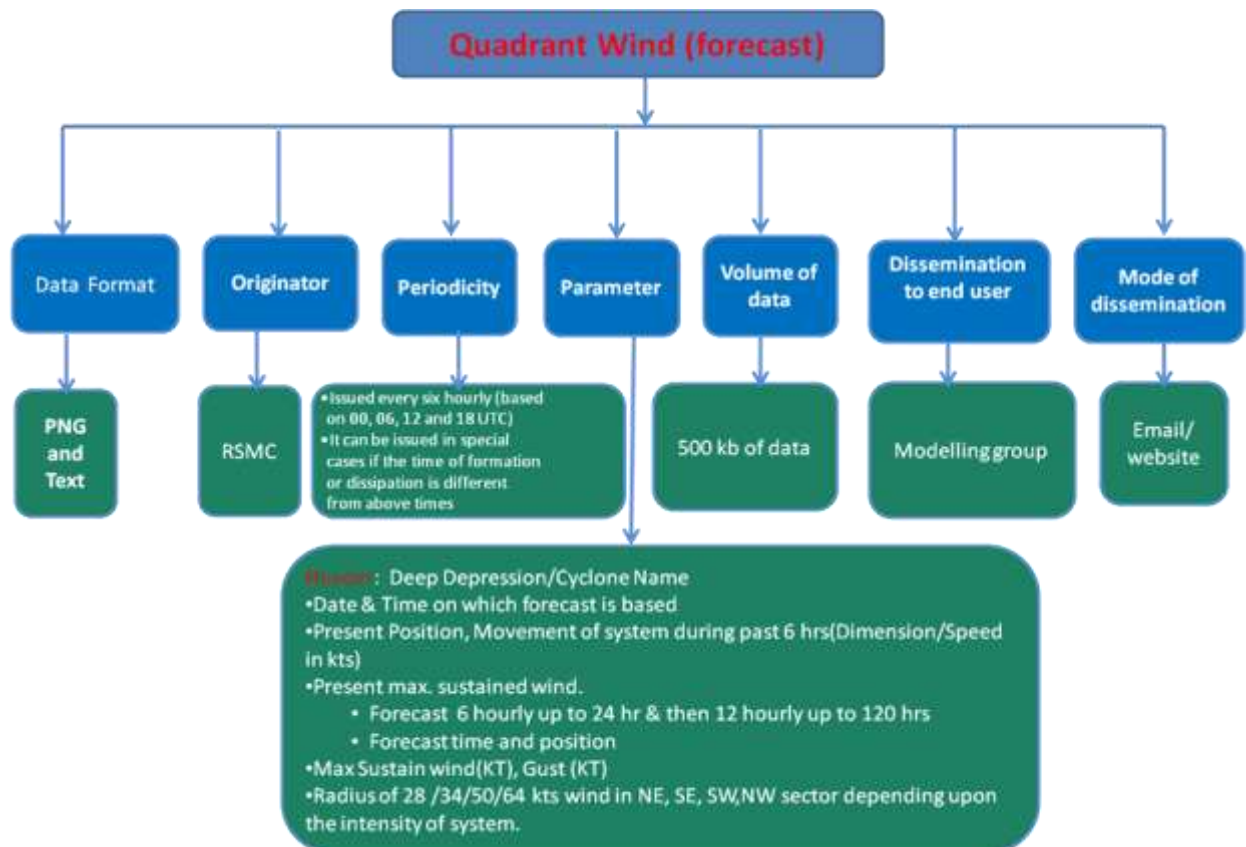 Quadrant Wind (forecast)
Data Format
Originator
Periodicity
Parameter
Volume of
data
Dissemination
to end user
Mode of
dissemination
PNG
and
Text
RSMC
•Issued every six hourly (based
on 00, 06, 12 and 18 UTC)
•It can be issued in special
cases if the time of formation
or dissipation is different
from above times
500 kb of data
Modelling group
Email/
website
: Deep Depression/Cyclone Name
•Date & Time on which forecast is based
•Present Position, Movement of system during past 6 hrs(Dimension/Speed
in kts)
•Present max. sustained wind.
• Forecast 6 hourly up to 24 hr & then 12 hourly up to 120 hrs
• Forecast time and position
•Max Sustain wind(KT), Gust (KT)
•Radius of 28 /34/50/64 kts wind in NE, SE, SW,NW sector depending upon
the intensity of system.